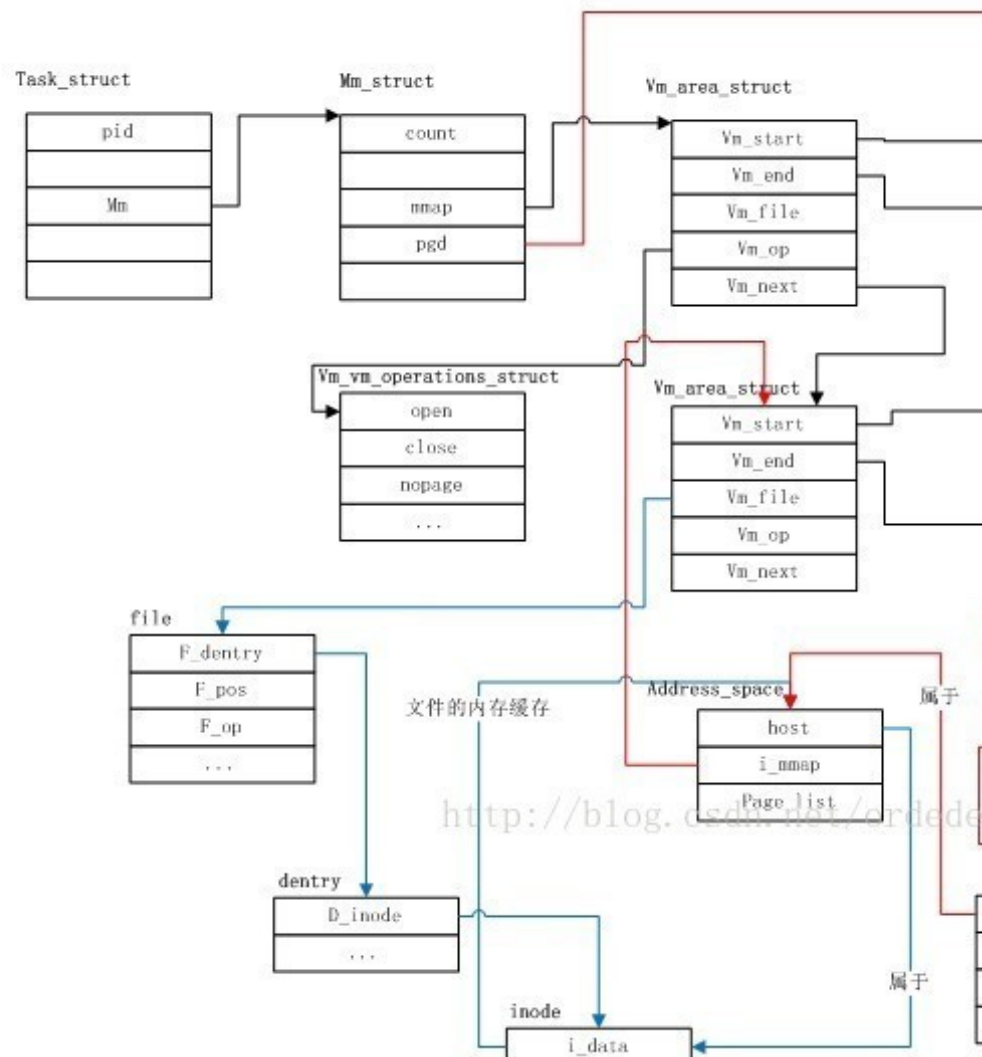 Task_struct
pid
Mm
Mm_struct
count
mmap
pgd
Vm_area_struct
Vm_start
Vm_end
Vm_file
Vm_op
Vm_next
Vm_vm_operations_struct
open
close
nopage
...
Vm_area_struct
Vm_start
Vm_end
Vm_file
Vm_op
Vm_next
file
F_dentry
F_pos
F_op
...
文件的内存缓存
Address_space
host
i_mmap
Page_list
属于
http://blog.csdn.net/ordede
dentry
D_inode
...
属于
inode
i_data